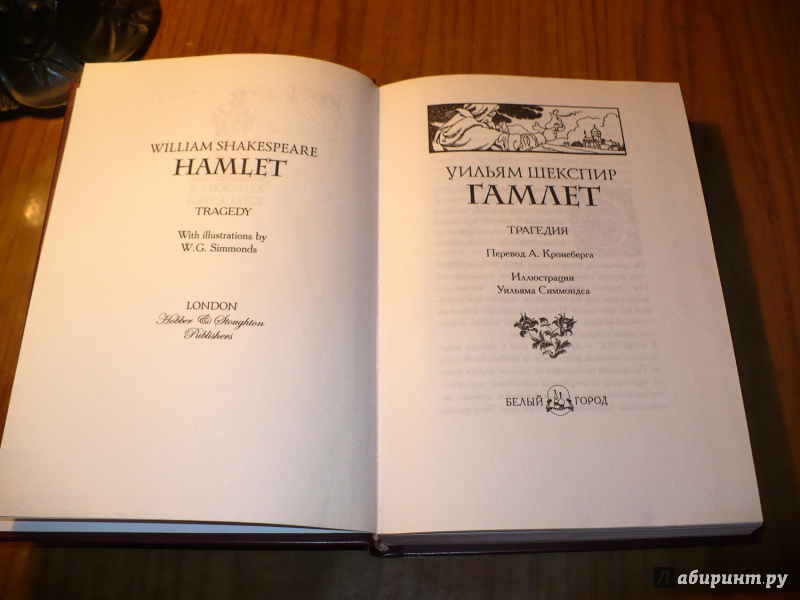 WILLIAM SHAKESPEARE
HAMLET
TRAGEDY
With illustrations by
W.G. Simmonds
LONDON
Hobber & Stoughton
Publishers
УИЛЬЯМ ШЕКСПИР
ГАМЛЕТ
ТРАГЕДИЯ
Перевод А. Кронеберга
Иллюстрации
Уильяма Симмондса
БЕЛЫЙ ГОРОД
Лабиринт.ру